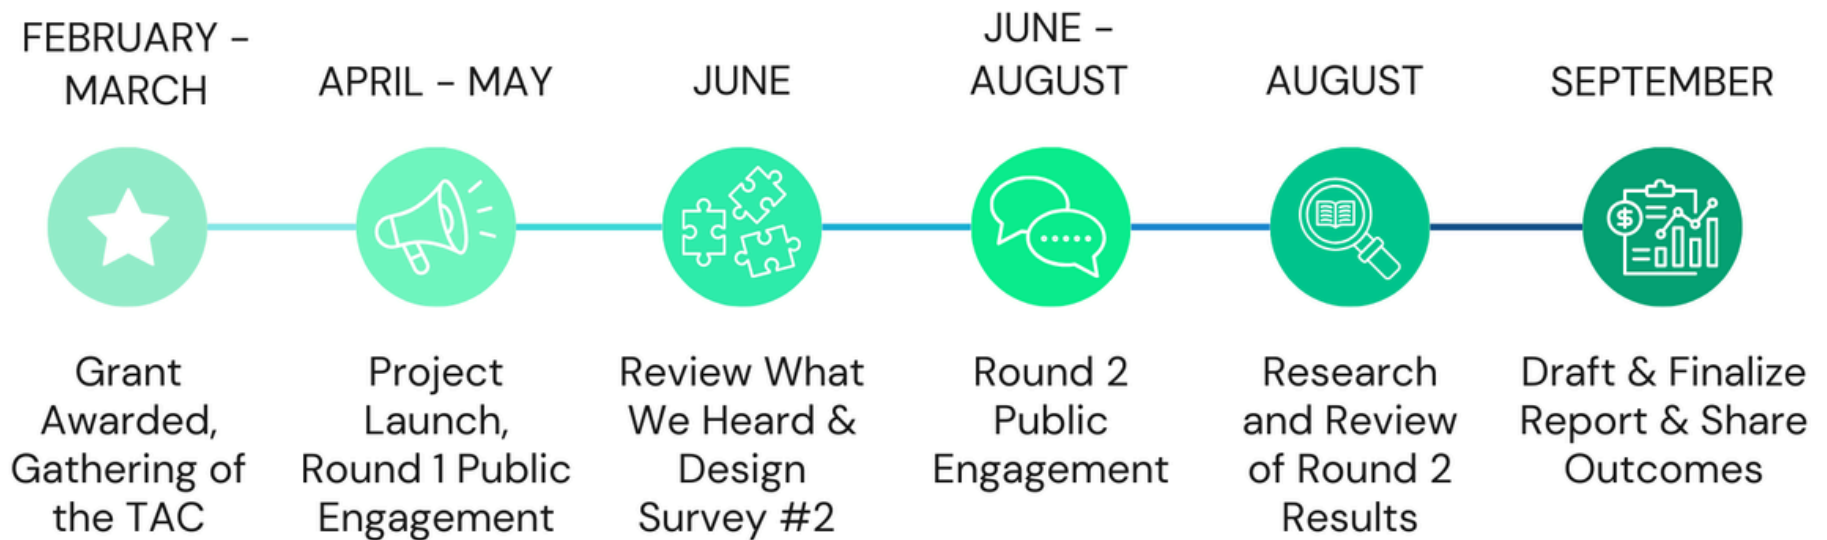 FEBRUARY –
MARCH
APRIL – MAY
JUNE
JUNE –
AUGUST
AUGUST
SEPTEMBER
$
Grant
Awarded,
Gathering of
the TAC
Project
Launch,
Round 1 Public
Engagement
Review What
We Heard &
Design
Survey #2
Round 2
Public
Engagement
Research
and Review
of Round 2
Results
Draft & Finalize
Report & Share
Outcomes